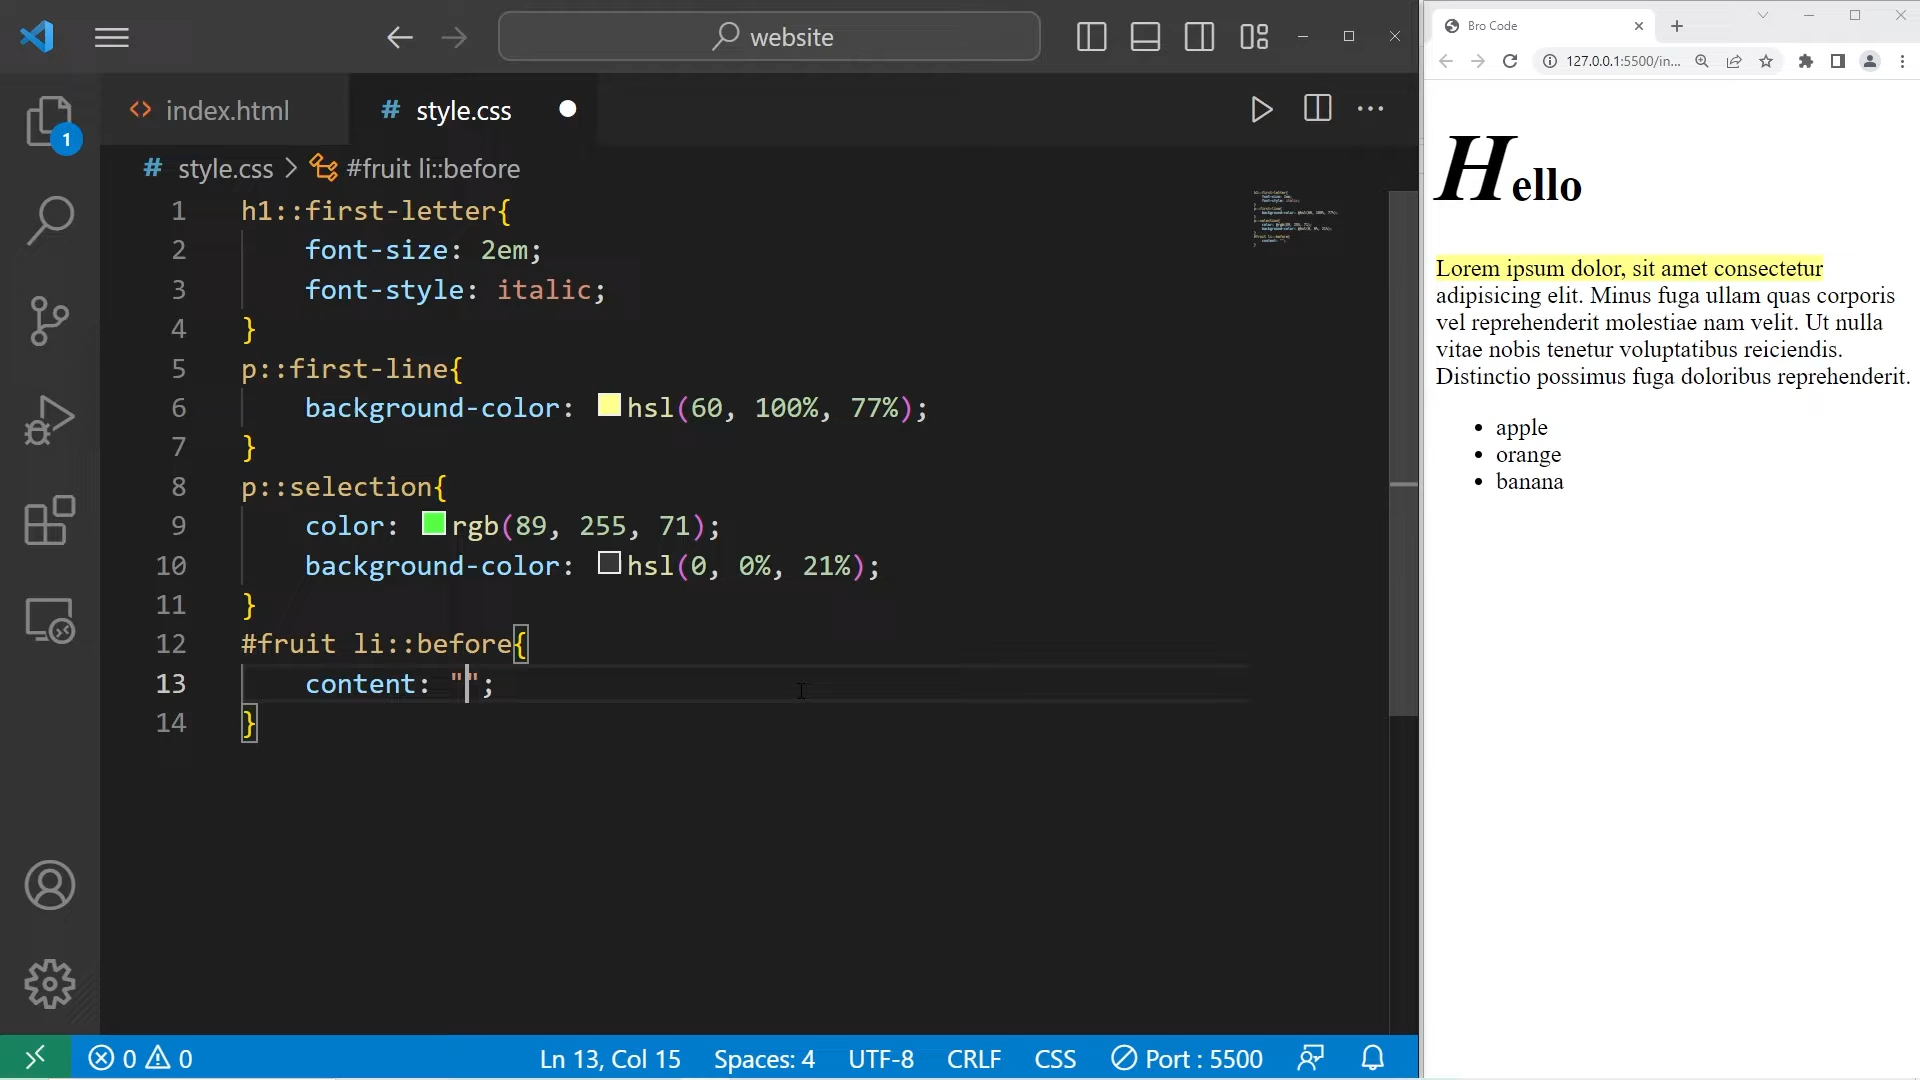 website
index.html
# style.css
# style.css > #fruit li::before
1 h1::first-letter{
2 font-size: 2em;
3 font-style: italic;
4 }
5 p::first-line{
6 background-color: hsl(60, 100%, 77%);
7 }
8 p::selection{
9 color: rgb(89, 255, 71);
10 background-color: hsl(0, 0%, 21%);
11 }
12 #fruit li::before{
13 content: "";
14 }
1
0 0 Ln 13, Col 15 Spaces: 4 UTF-8 CRLF CSS Port : 5500
Bro Code
127.0.0.1:5500/in...
Hello
Lorem ipsum dolor, sit amet consectetur
adipisicing elit. Minus fuga ullam quas corporis
vel reprehenderit molestiae nam velit. Ut nulla
vitae nobis tenetur voluptatibus reiciendis.
Distinctio possimus fuga doloribus reprehenderit.
• apple
• orange
• banana